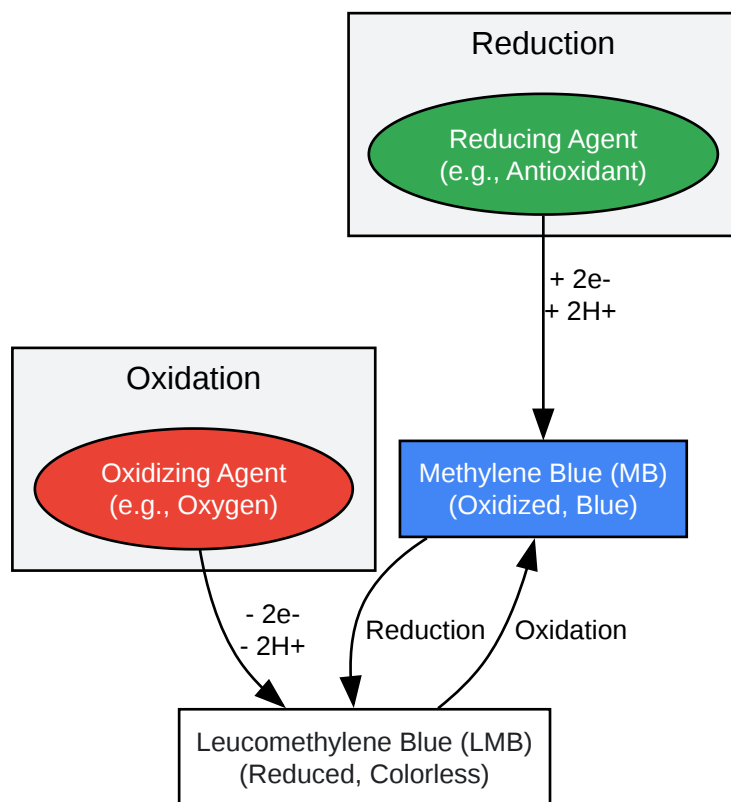 Reduction
Reducing Agent
(e.g., Antioxidant)
+ 2e-
+ 2H+
Oxidation
Oxidizing Agent
(e.g., Oxygen)
Methylene Blue (MB)
(Oxidized, Blue)
- 2e-
- 2H+
Reduction
Oxidation
Leucomethylene Blue (LMB)
(Reduced, Colorless)